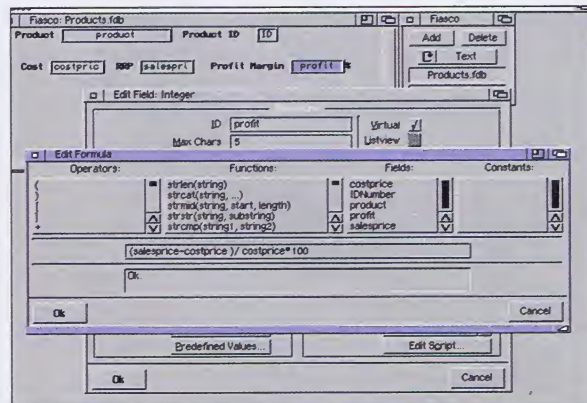 Fiasco: Products.fdb
Fiasco
Product product Product ID ID
Add Delete
Text
Cost costpric RRP salespri Profit Margin profit %
Products.fdb
Edit Field: Integer
ID profit Virtual
Max Chars 5 Listview
Edit Formula
Operators: Functions: Fields: Constants:
( strlen(string) costprice
) strcat(string, ...) IDNumber
[ strmid(string, start, length) product
] strstr(string, substring) profit
+ strcmp(string1, string2) salesprice
(salesprice-costprice )/ costprice*100
Ok.
Ok Cancel
Predefined Values... Edit Script...
Ok Cancel